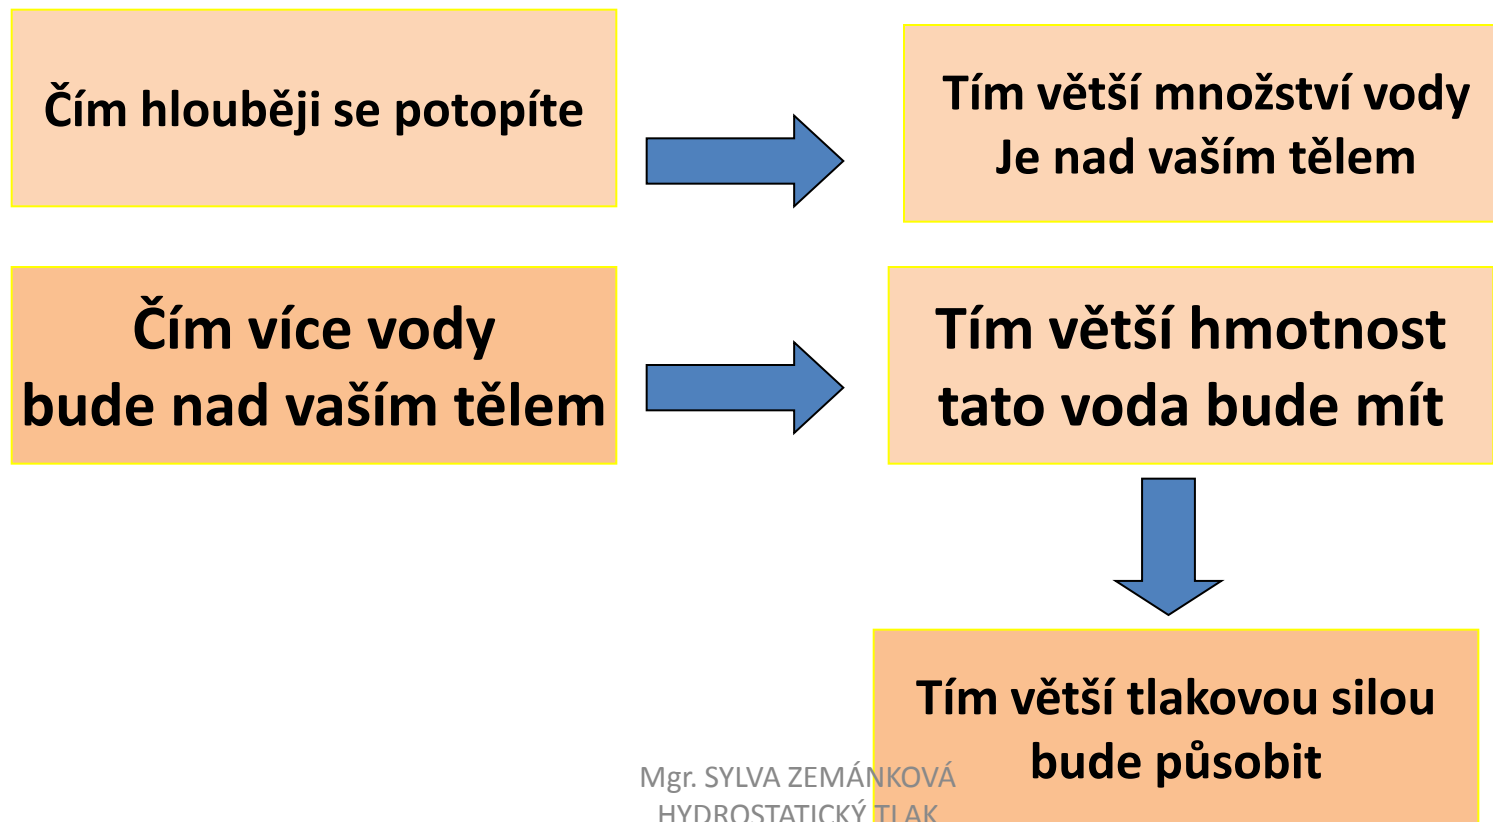 Čím hlouběji se potopíte
Tím větší množství vody
Je nad vaším tělem
Čím více vody
bude nad vaším tělem
Tím větší hmotnost
tato voda bude mít
Tím větší tlakovou silou
bude působit
Mgr. SYLVA ZEMÁNKOVÁ
HYDROSTATICKÝ TLAK